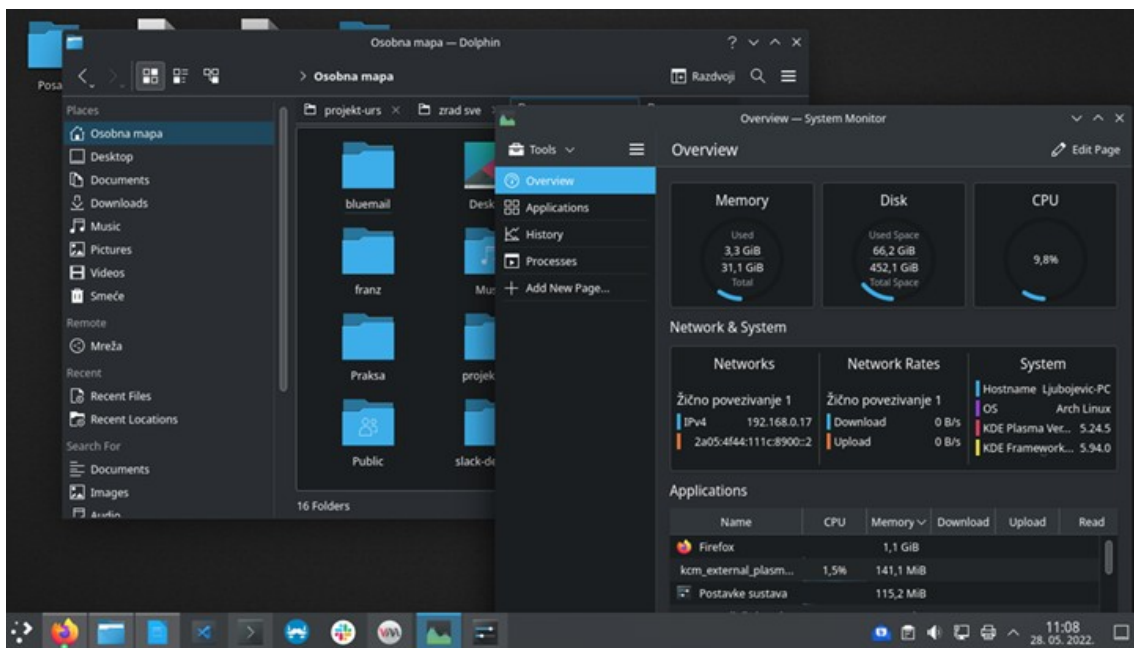 Posa
Osobna mapa — Dolphin
Osobna mapa
Razdvoji
Places
Osobna mapa
Desktop
Documents
Downloads
Music
Pictures
Videos
Smeće
Remote
Mreža
Recent
Recent Files
Recent Locations
Search For
Documents
Images
Audio
projekt-urs
zrad sve
bluemail
Desk
franz
Mus
Praksa
projek
Public
slack-de
16 Folders
Overview — System Monitor
Tools
Overview
Edit Page
Overview
Applications
History
Processes
Add New Page...
Memory
Used
3,3 GiB
31,1 GiB
Total
Disk
Used Space
66,2 GiB
452,1 GiB
Total Space
CPU
9,8%
Network & System
Networks
Žično povezivanje 1
IPv4 192.168.0.17
2a05:4f44:111c:8900::2
Network Rates
Žično povezivanje 1
Download 0 B/s
Upload 0 B/s
System
Hostname Ljubojevic-PC
OS Arch Linux
KDE Plasma Ver... 5.24.5
KDE Framework... 5.94.0
Applications
Name CPU Memory Download Upload Read
Firefox 1,1 GiB
kcm_external_plasm... 1,5% 141,1 MiB
Postavke sustava 115,2 MiB
11:08
28. 05. 2022.